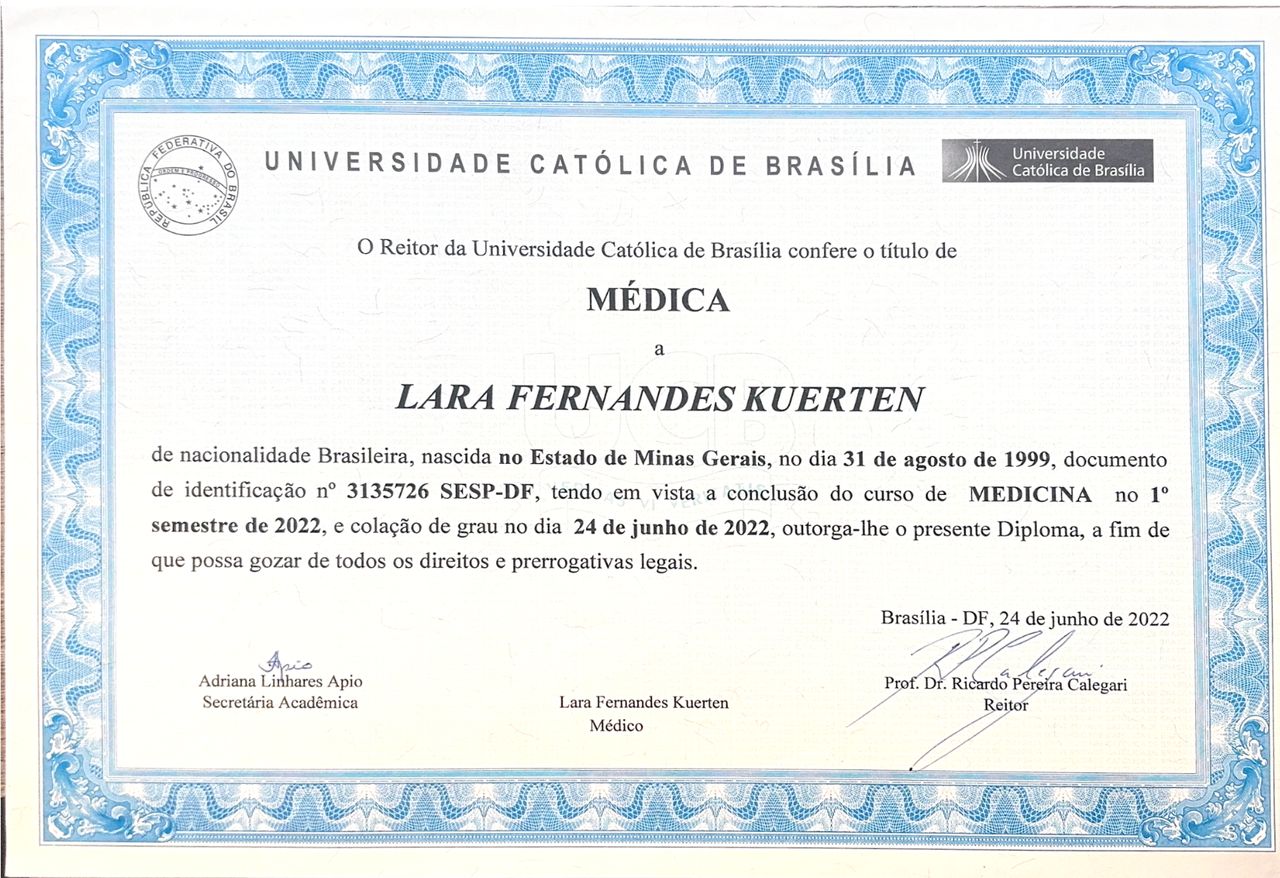 REPÚBLICA FEDERATIVA DO BRASIL
ORDEM E PROGRESSO
UNIVERSIDADE CATÓLICA DE BRASÍLIA
Universidade
Católica de Brasília
O Reitor da Universidade Católica de Brasília confere o título de
MÉDICA
a
UCB
LARA FERNANDES KUERTEN
de nacionalidade Brasileira, nascida no Estado de Minas Gerais, no dia 31 de agosto de 1999, documento
de identificação nº 3135726 SESP-DF, tendo em vista a conclusão do curso de MEDICINA no 1º
semestre de 2022, e colação de grau no dia 24 de junho de 2022, outorga-lhe o presente Diploma, a fim de
que possa gozar de todos os direitos e prerrogativas legais.
Brasília - DF, 24 de junho de 2022
Apio
Adriana Linhares Apio
Secretária Acadêmica
Lara Fernandes Kuerten
Médico
R P Calegari
Prof. Dr. Ricardo Pereira Calegari
Reitor